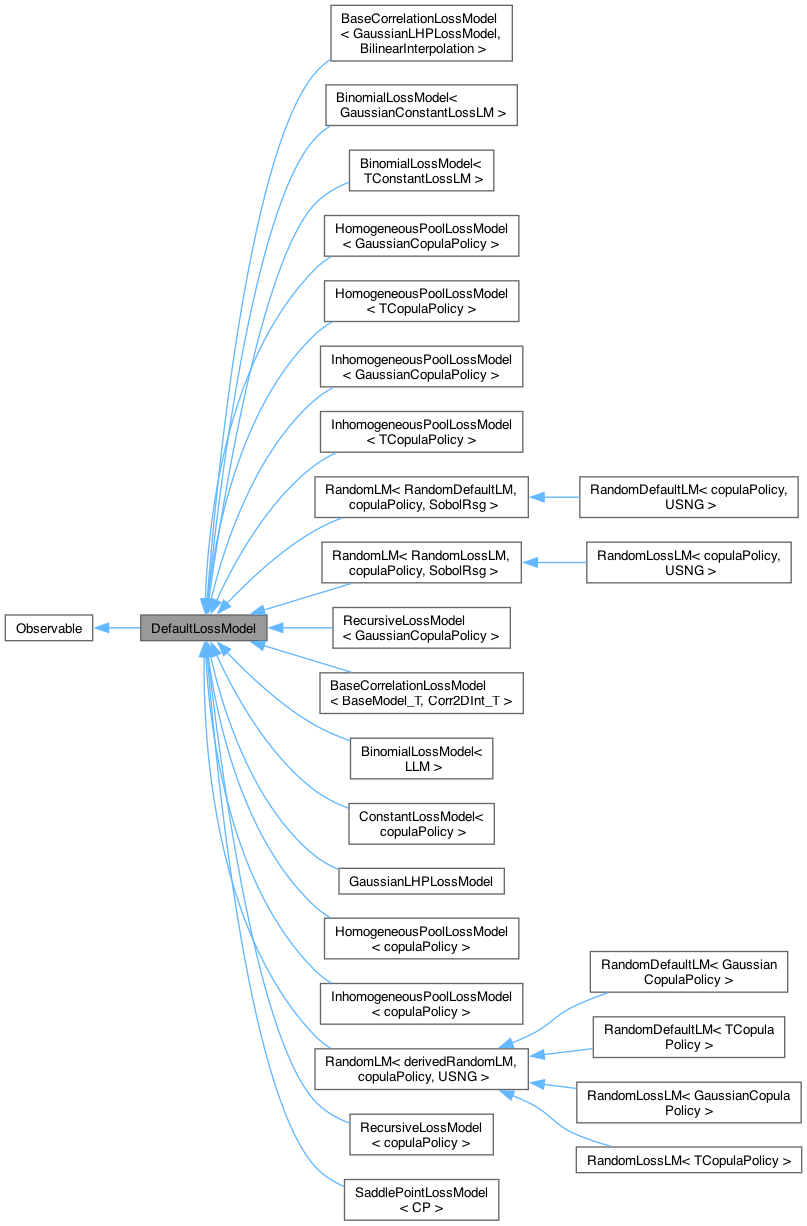 BaseCorrelationLossModel
< GaussianLHPLossModel,
BilinearInterpolation >
BinomialLossModel<
GaussianConstantLossLM >
BinomialLossModel<
TConstantLossLM >
HomogeneousPoolLossModel
< GaussianCopulaPolicy >
HomogeneousPoolLossModel
< TCopulaPolicy >
InhomogeneousPoolLossModel
< GaussianCopulaPolicy >
InhomogeneousPoolLossModel
< TCopulaPolicy >
RandomLM< RandomDefaultLM,
copulaPolicy, SobolRsg >
RandomDefaultLM< copulaPolicy,
USNG >
RandomLM< RandomLossLM,
copulaPolicy, SobolRsg >
RandomLossLM< copulaPolicy,
USNG >
Observable
DefaultLossModel
RecursiveLossModel
< GaussianCopulaPolicy >
BaseCorrelationLossModel
< BaseModel_T, Corr2DInt_T >
BinomialLossModel<
LLM >
ConstantLossModel<
copulaPolicy >
GaussianLHPLossModel
HomogeneousPoolLossModel
< copulaPolicy >
InhomogeneousPoolLossModel
< copulaPolicy >
RandomLM< derivedRandomLM,
copulaPolicy, USNG >
RandomDefaultLM< Gaussian
CopulaPolicy >
RandomDefaultLM< TCopula
Policy >
RandomLossLM< GaussianCopula
Policy >
RandomLossLM< TCopulaPolicy >
RecursiveLossModel
< copulaPolicy >
SaddlePointLossModel
< CP >